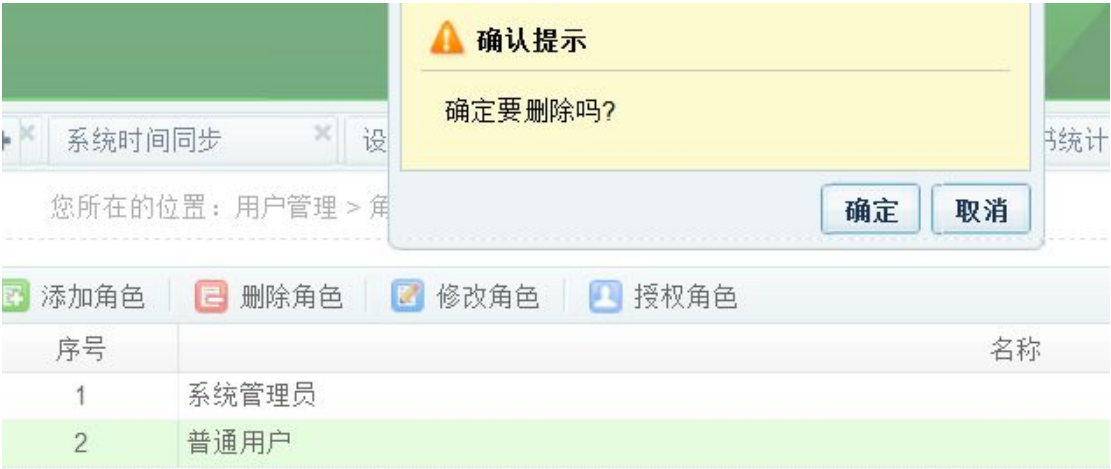 确认提示
确定要删除吗?
系统时间同步 设 书统计
您所在的位置：用户管理 > 角
确定 取消
添加角色 删除角色 修改角色 授权角色
序号 名称
1 系统管理员
2 普通用户